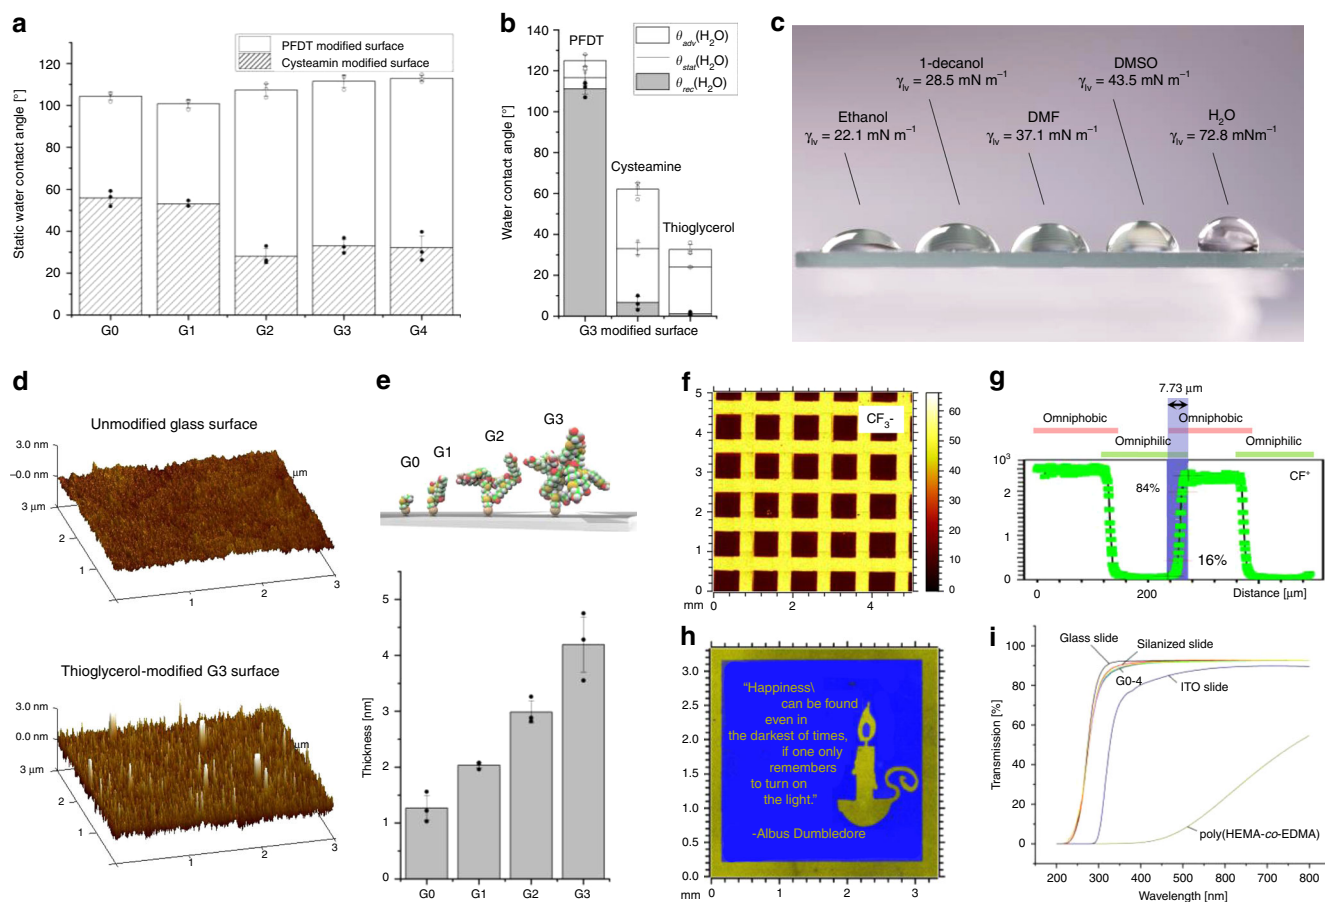 a
PFDT modified surface
Cysteamin modified surface
Static water contact angle [°]
120
100
80
60
40
20
0
G0 G1 G2 G3 G4
b
PFDT
θadv(H2O)
θstat(H2O)
θrec(H2O)
Cysteamine
Thioglycerol
Water contact angle [°]
140
120
100
80
60
40
20
0
G3 modified surface
c
1-decanol
γlv = 28.5 mN m−1
DMSO
γlv = 43.5 mN m−1
Ethanol
γlv = 22.1 mN m−1
DMF
γlv = 37.1 mN m−1
H2O
γlv = 72.8 mNm−1
d
Unmodified glass surface
3.0 nm
−0.0 nm
3 μm
μm
2
1
1
2
3
Thioglycerol-modified G3 surface
3.0 nm
0.0 nm
3 μm
μm
2
1
1
2
3
e
G0
G1
G2
G3
Thickness [nm]
5
4
3
2
1
0
G0 G1 G2 G3
f
CF3-
5
4
3
2
1
0
mm
0 2 4
60
50
40
30
20
10
0
g
7.73 μm
Omniphobic Omniphobic
Omniphilic Omniphilic
10³
CF+
2
84%
1
16%
0
0 200 Distance [μm]
h
3.0
2.5
2.0
1.5
1.0
0.5
0.0
mm
0 1 2 3
“Happiness\
can be found
even in
the darkest of times,
if one only
remembers
to turn on
the light.”
-Albus Dumbledore
i
Glass slide
Silanized slide
G0-4
ITO slide
poly(HEMA-co-EDMA)
Transmission [%]
100
80
60
40
20
0
200 300 400 500 600 700 800
Wavelength [nm]